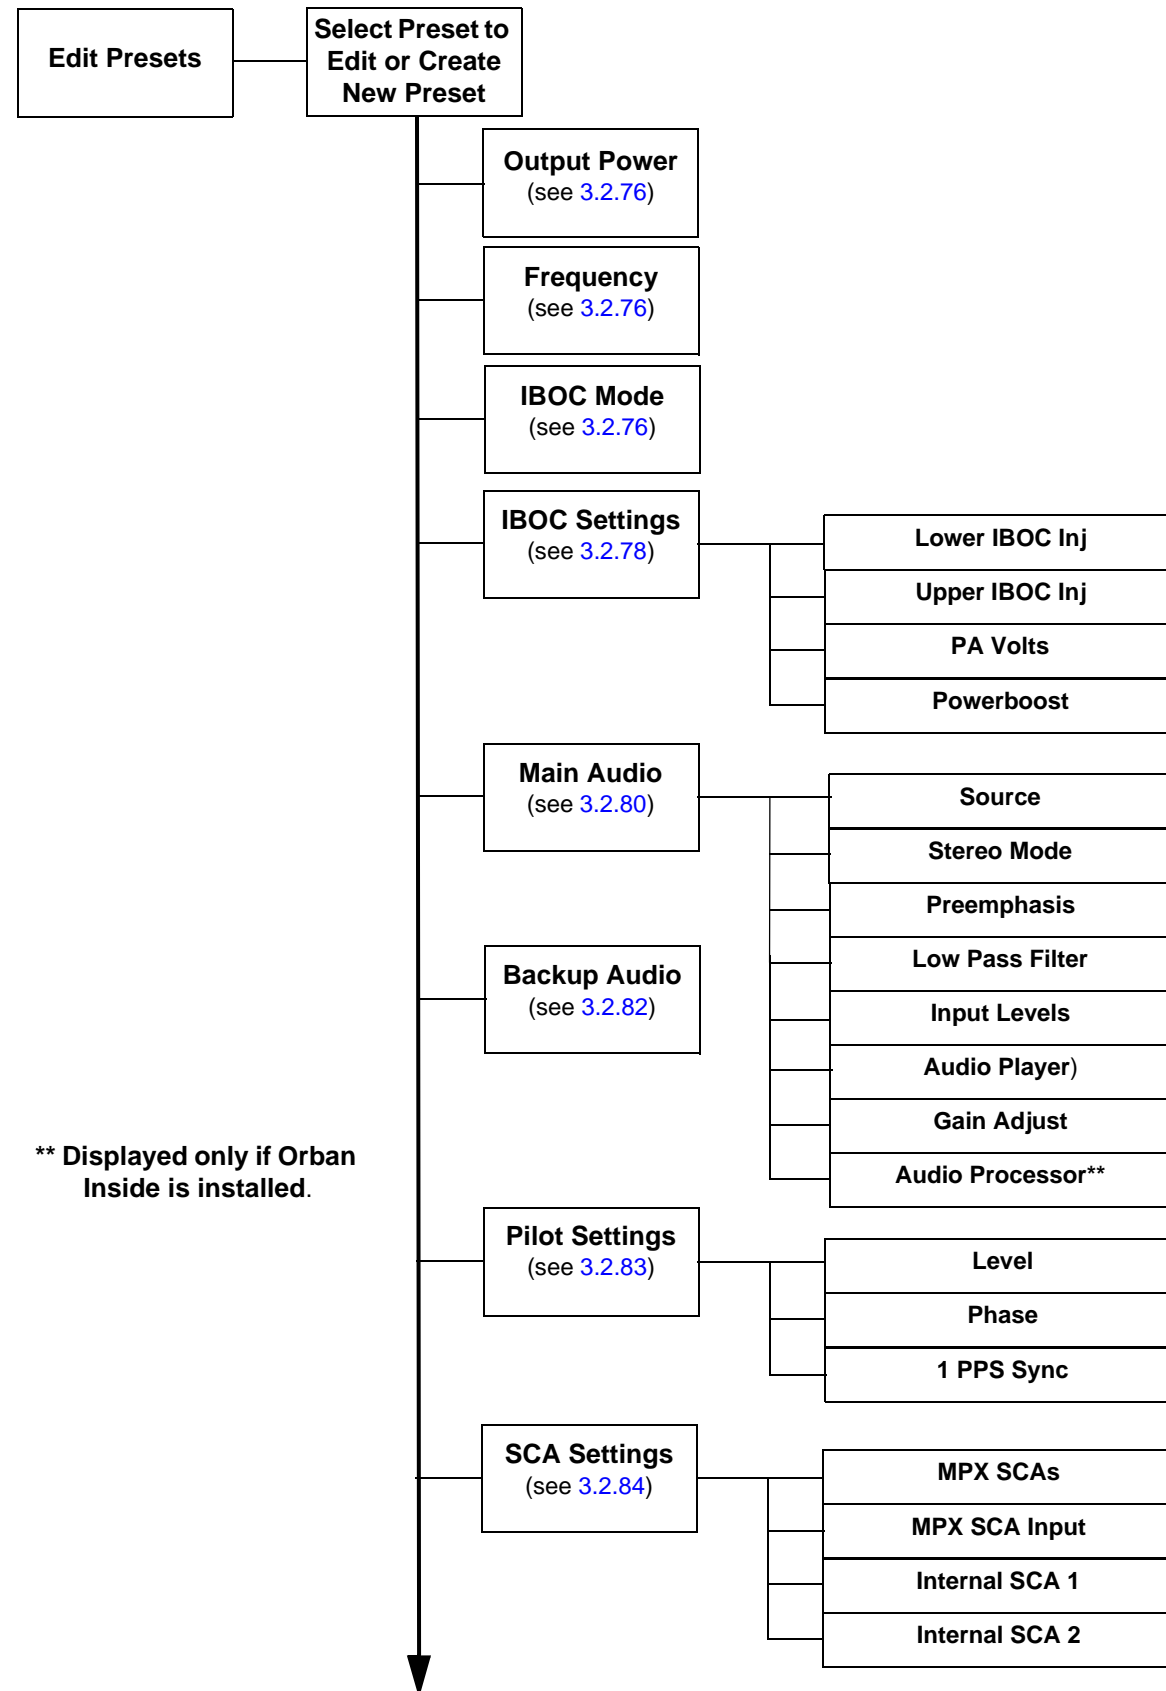 Edit Presets
Select Preset to
Edit or Create
New Preset
Output Power
(see 3.2.76)
Frequency
(see 3.2.76)
IBOC Mode
(see 3.2.76)
IBOC Settings
(see 3.2.78)
Lower IBOC Inj
Upper IBOC Inj
PA Volts
Powerboost
Main Audio
(see 3.2.80)
Source
Stereo Mode
Preemphasis
Low Pass Filter
Input Levels
Audio Player)
Gain Adjust
Audio Processor**
Backup Audio
(see 3.2.82)
** Displayed only if Orban
Inside is installed.
Pilot Settings
(see 3.2.83)
Level
Phase
1 PPS Sync
SCA Settings
(see 3.2.84)
MPX SCAs
MPX SCA Input
Internal SCA 1
Internal SCA 2